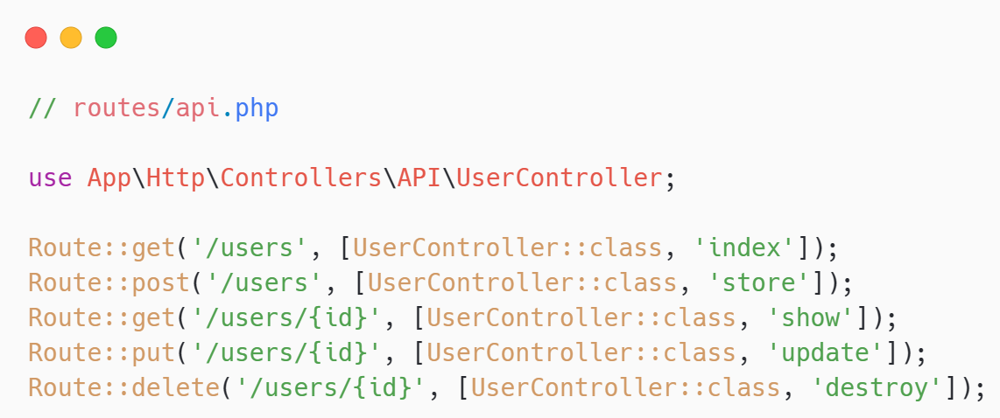 // routes/api.php
use App\Http\Controllers\API\UserController;
Route::get('/users', [UserController::class, 'index']);
Route::post('/users', [UserController::class, 'store']);
Route::get('/users/{id}', [UserController::class, 'show']);
Route::put('/users/{id}', [UserController::class, 'update']);
Route::delete('/users/{id}', [UserController::class, 'destroy']);